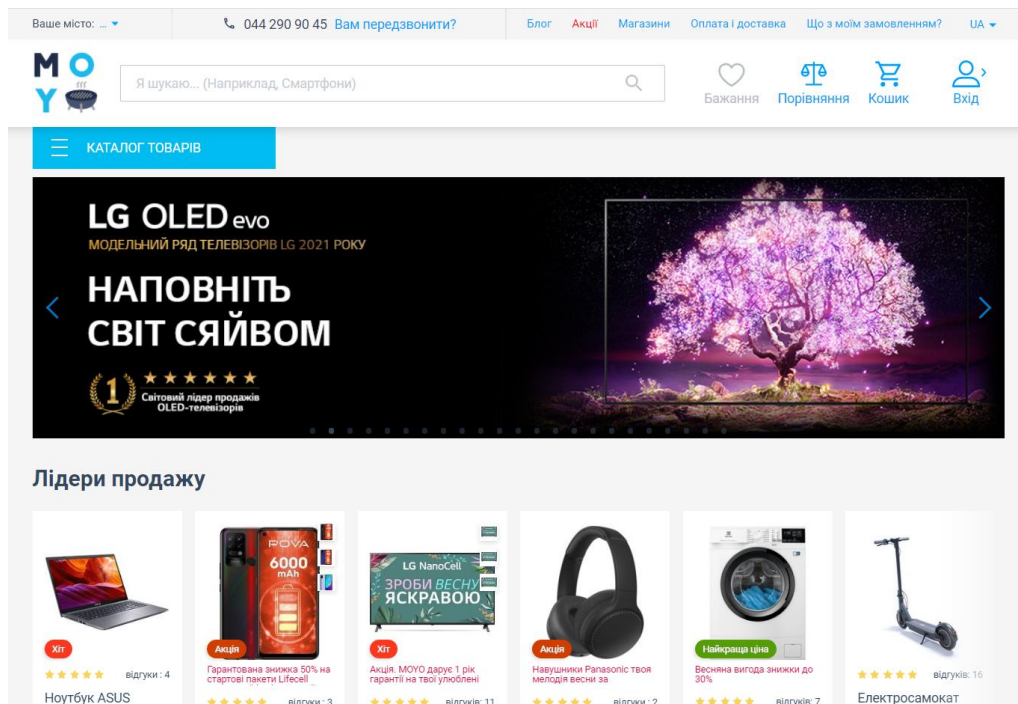 Ваше місто: ...
044 290 90 45 Вам передзвонити?
Блог Акції Магазини Оплата і доставка Що з моїм замовленням? UA
MO
Y
Я шукаю... (Наприклад, Смартфони)
Бажання Порівняння Кошик Вхід
КАТАЛОГ ТОВАРІВ
LG OLED evo
МОДЕЛЬНИЙ РЯД ТЕЛЕВІЗОРІВ LG 2021 РОКУ
НАПОВНІТЬ
СВІТ СЯЙВОМ
1
Світовий лідер продажів
OLED-телевізорів
Лідери продажу
POVA
6000
mAh
LG NanoCell
ЗРОБИ ВЕСНУ
ЯСКРАВОЮ
Хіт
Акція
Хіт
Акція
Найкраща ціна
відгуки : 4
Гарантована знижка 50% на
стартові пакети Lifecell
відгуки : 3
Акція. MOYO дарує 1 рік
гарантії на твої улюблені
відгуків: 11
Навушники Panasonic твоя
мелодія весни за
відгуки : 2
Весняна вигода знижки до
30%
відгуків: 7
відгуків: 16
Ноутбук ASUS
Електросамокат